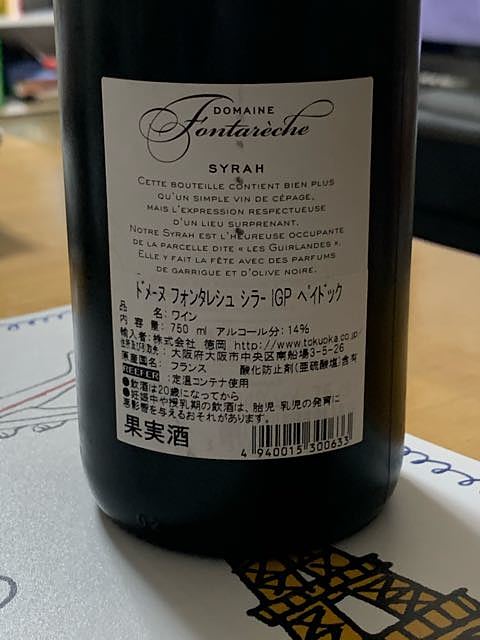 DOMAINE
Fontarèche
SYRAH
CETTE BOUTEILLE CONTIENT BIEN PLUS
QU'UN SIMPLE VIN DE CÉPAGE,
MAIS L'EXPRESSION RESPECTUEUSE
D'UN LIEU SURPRENANT.
NOTRE SYRAH EST L'HEUREUSE OCCUPANTE
DE LA PARCELLE DITE « LES GUIRLANDES ».
ELLE Y FAIT LA FÊTE AVEC DES PARFUMS
DE GARRIGUE ET D'OLIVE NOIRE.
ドメーヌ フォンタレシュ シラー IGP ペイドック
品 名: ワイン
内 容 量: 750 ml アルコール分: 14%
輸入者: 株式会社 徳岡 http://www.tokuoka.co.jp/
住所及び引取先: 大阪府大阪市中央区南船場3-5-26
原産国名: フランス 酸化防止剤(亜硫酸塩)含有
REEFER :定温コンテナ使用
●飲酒は20歳になってから
●妊娠中や授乳期の飲酒は、胎児 乳児の発育に
悪影響を与えるおそれがあります。
果実酒
4 940015 300633